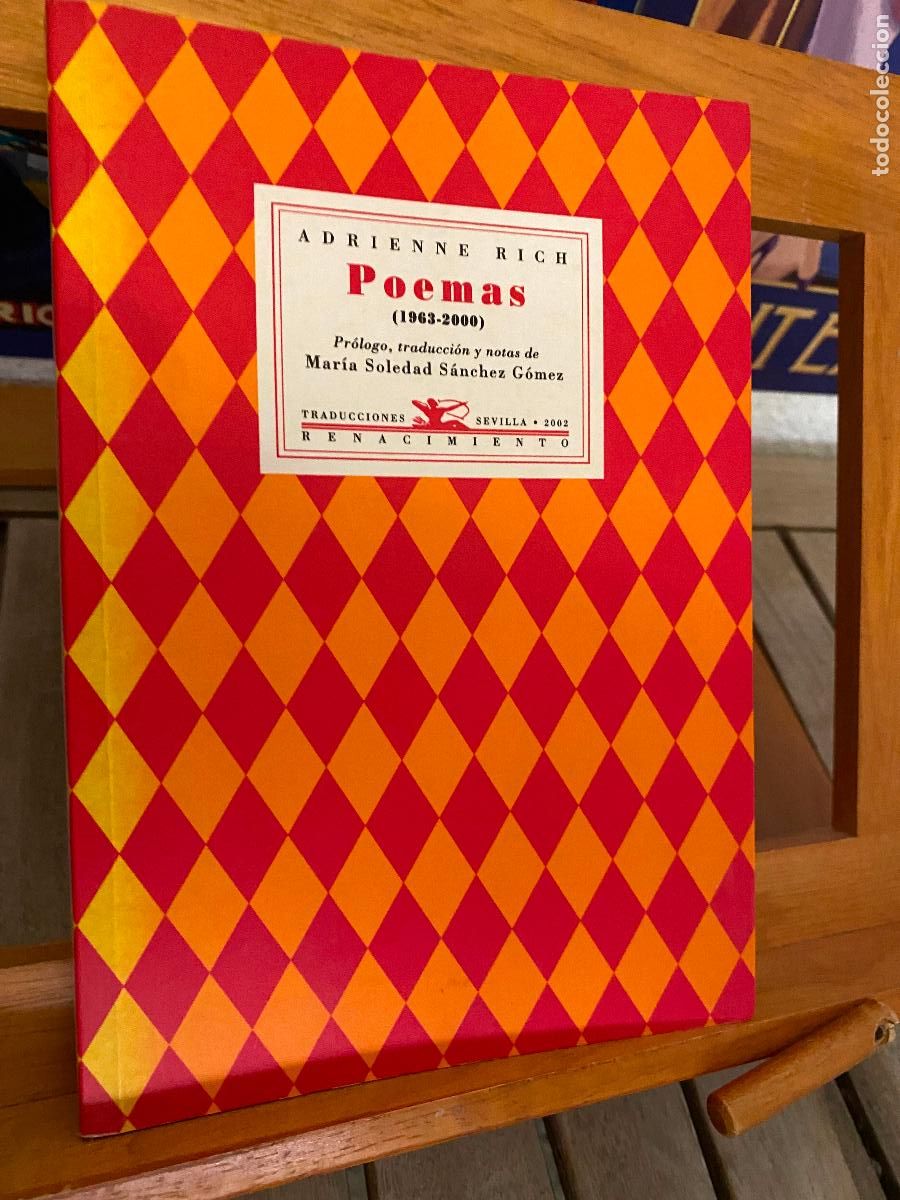 ADRIENNE RICH
Poemas
(1963-2000)
Prólogo, traducción y notas de
María Soledad Sánchez Gómez
TRADUCCIONES SEVILLA • 2002
RENACIMIENTO
todocoleccion